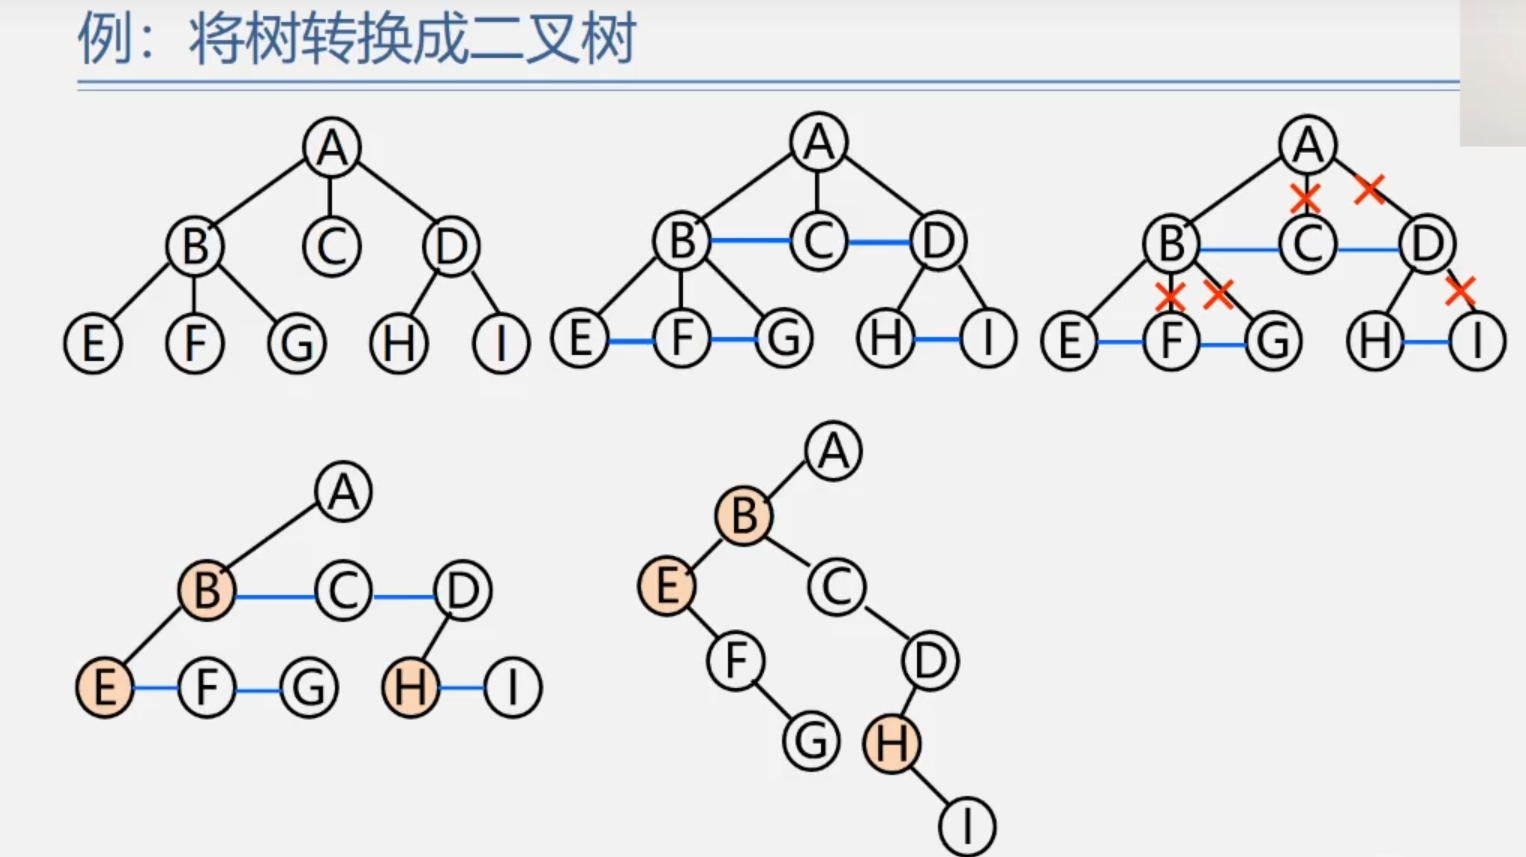 例：将树转换成二叉树
A A A
B C D B C D B C D
E F G H I E F G H I E F G H I
A
B
E
C
F
D
G
H
I
A
B C D
E F G H I